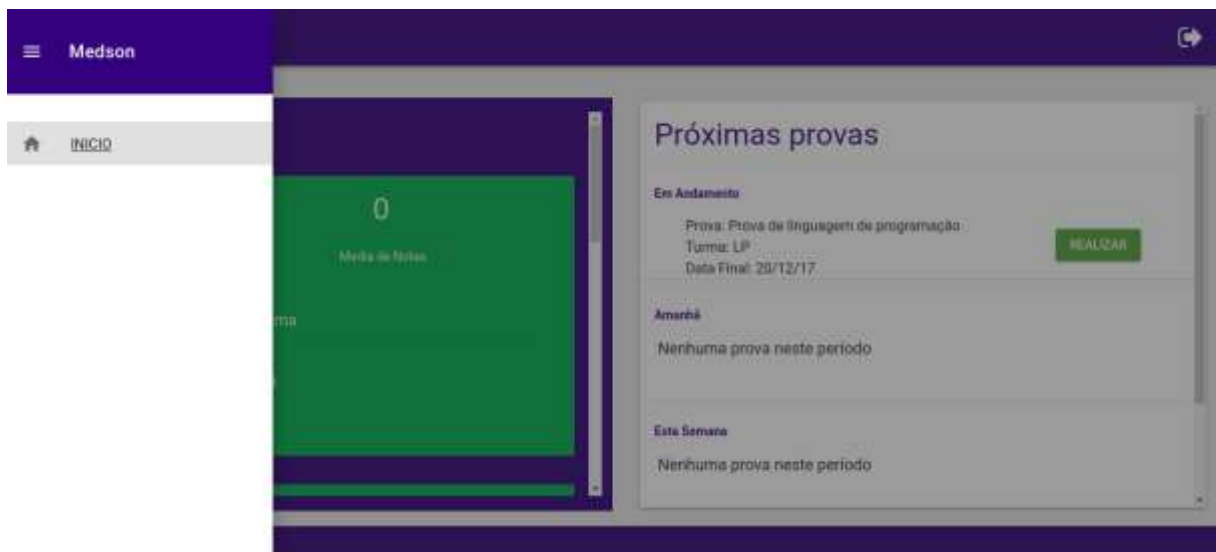 Medson
INICIO
0
Media de Notas
ma
Próximas provas
Em Andamento
Prova: Prova de linguagem de programação
Turma: LP
Data Final: 20/12/17
REALIZAR
Amanhã
Nenhuma prova neste período
Esta Semana
Nenhuma prova neste período